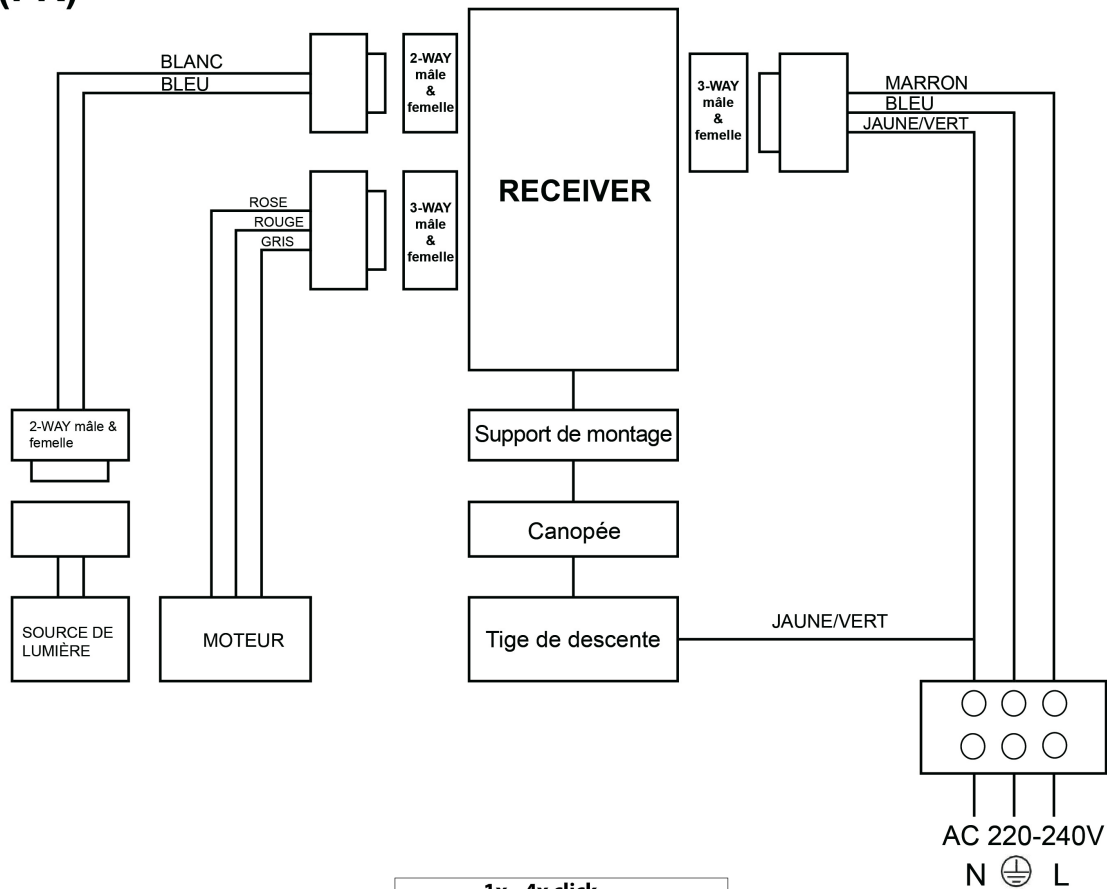 BLANC
BLEU
2-WAY
mâle
&
femelle
3-WAY
mâle
&
femelle
MARRON
BLEU
JAUNE/VERT
RECEIVER
ROSE
ROUGE
GRIS
3-WAY
mâle
&
femelle
2-WAY mâle &
femelle
Support de montage
Canopée
SOURCE DE
LUMIÈRE
MOTEUR
Tige de descente
JAUNE/VERT
AC 220-240V
N L